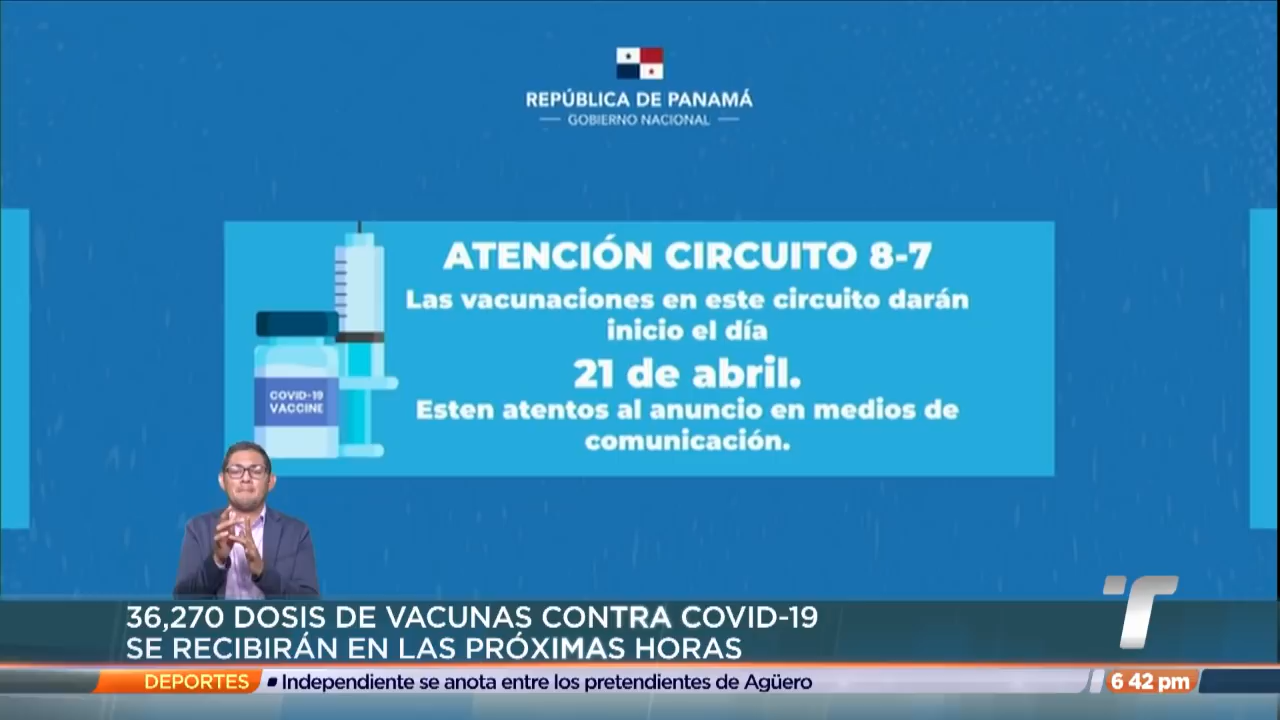 REPÚBLICA DE PANAMÁ
GOBIERNO NACIONAL
ATENCIÓN CIRCUITO 8-7
Las vacunaciones en este circuito darán
inicio el día
21 de abril.
Esten atentos al anuncio en medios de
comunicación.
COVID-19
VACCINE
36,270 DOSIS DE VACUNAS CONTRA COVID-19
SE RECIBIRÁN EN LAS PRÓXIMAS HORAS
T
DEPORTES
Independiente se anota entre los pretendientes de Agüero
6 42 pm